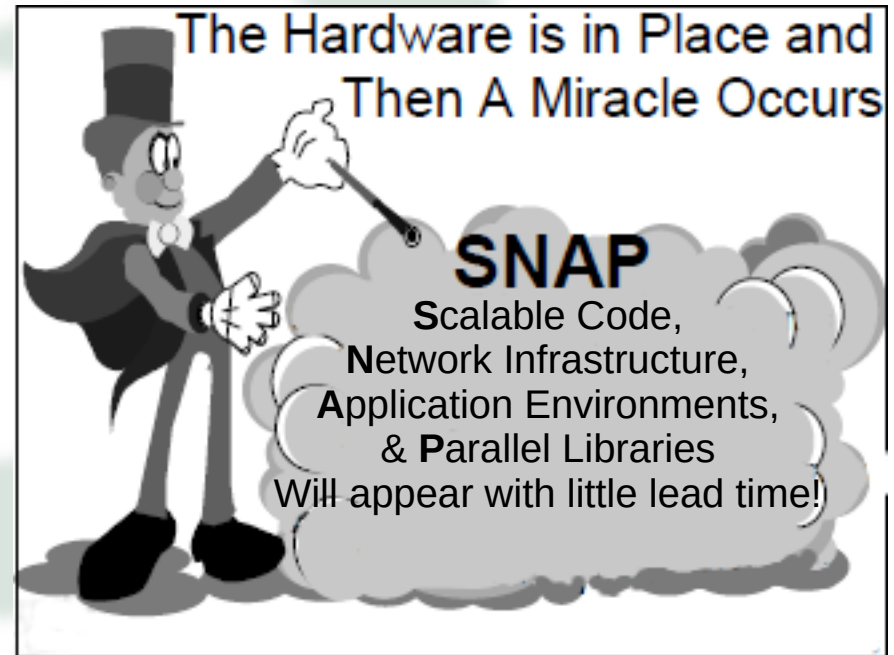 The Hardware is in Place and
Then A Miracle Occurs
SNAP
Scalable Code,
Network Infrastructure,
Application Environments,
& Parallel Libraries
Will appear with little lead time!